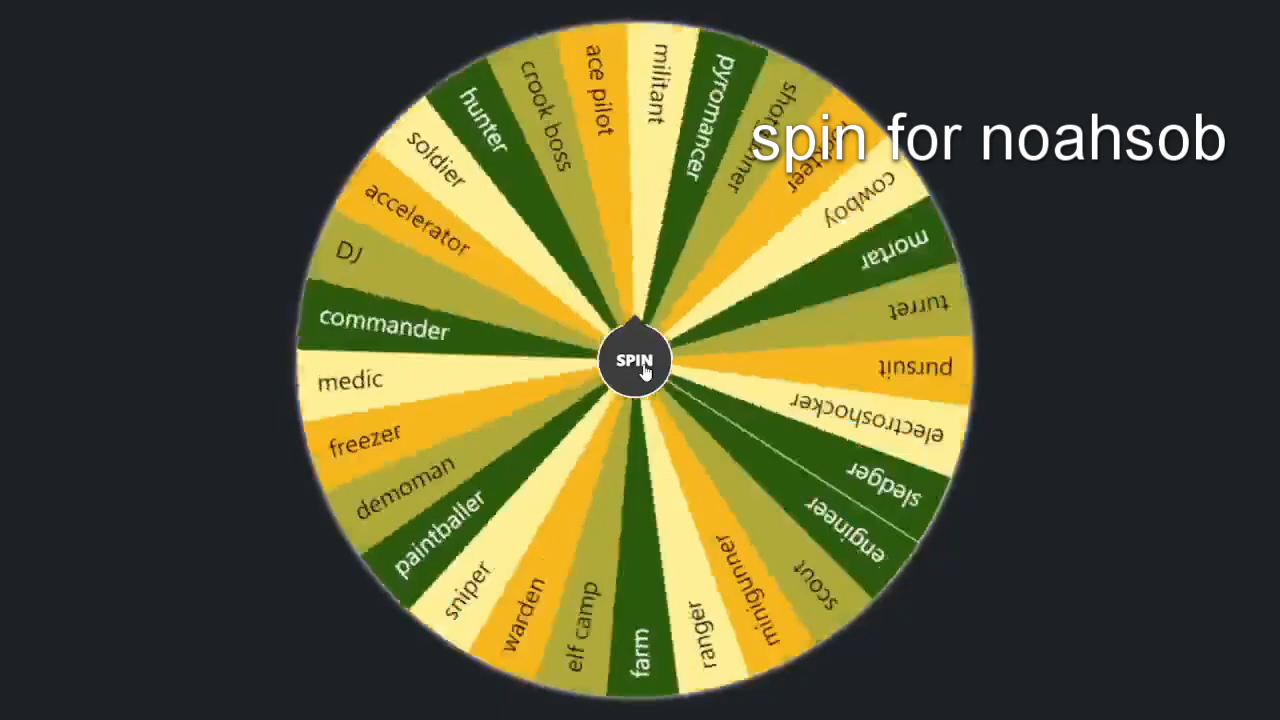 spin for noahsob
militant
pyromancer
cowboy
mortar
turret
pursuit
electroshocker
sledger
engineer
scout
minigunner
ranger
farm
elf camp
warden
sniper
paintballer
demoman
freezer
medic
commander
DJ
accelerator
soldier
hunter
crook boss
ace pilot
SPIN